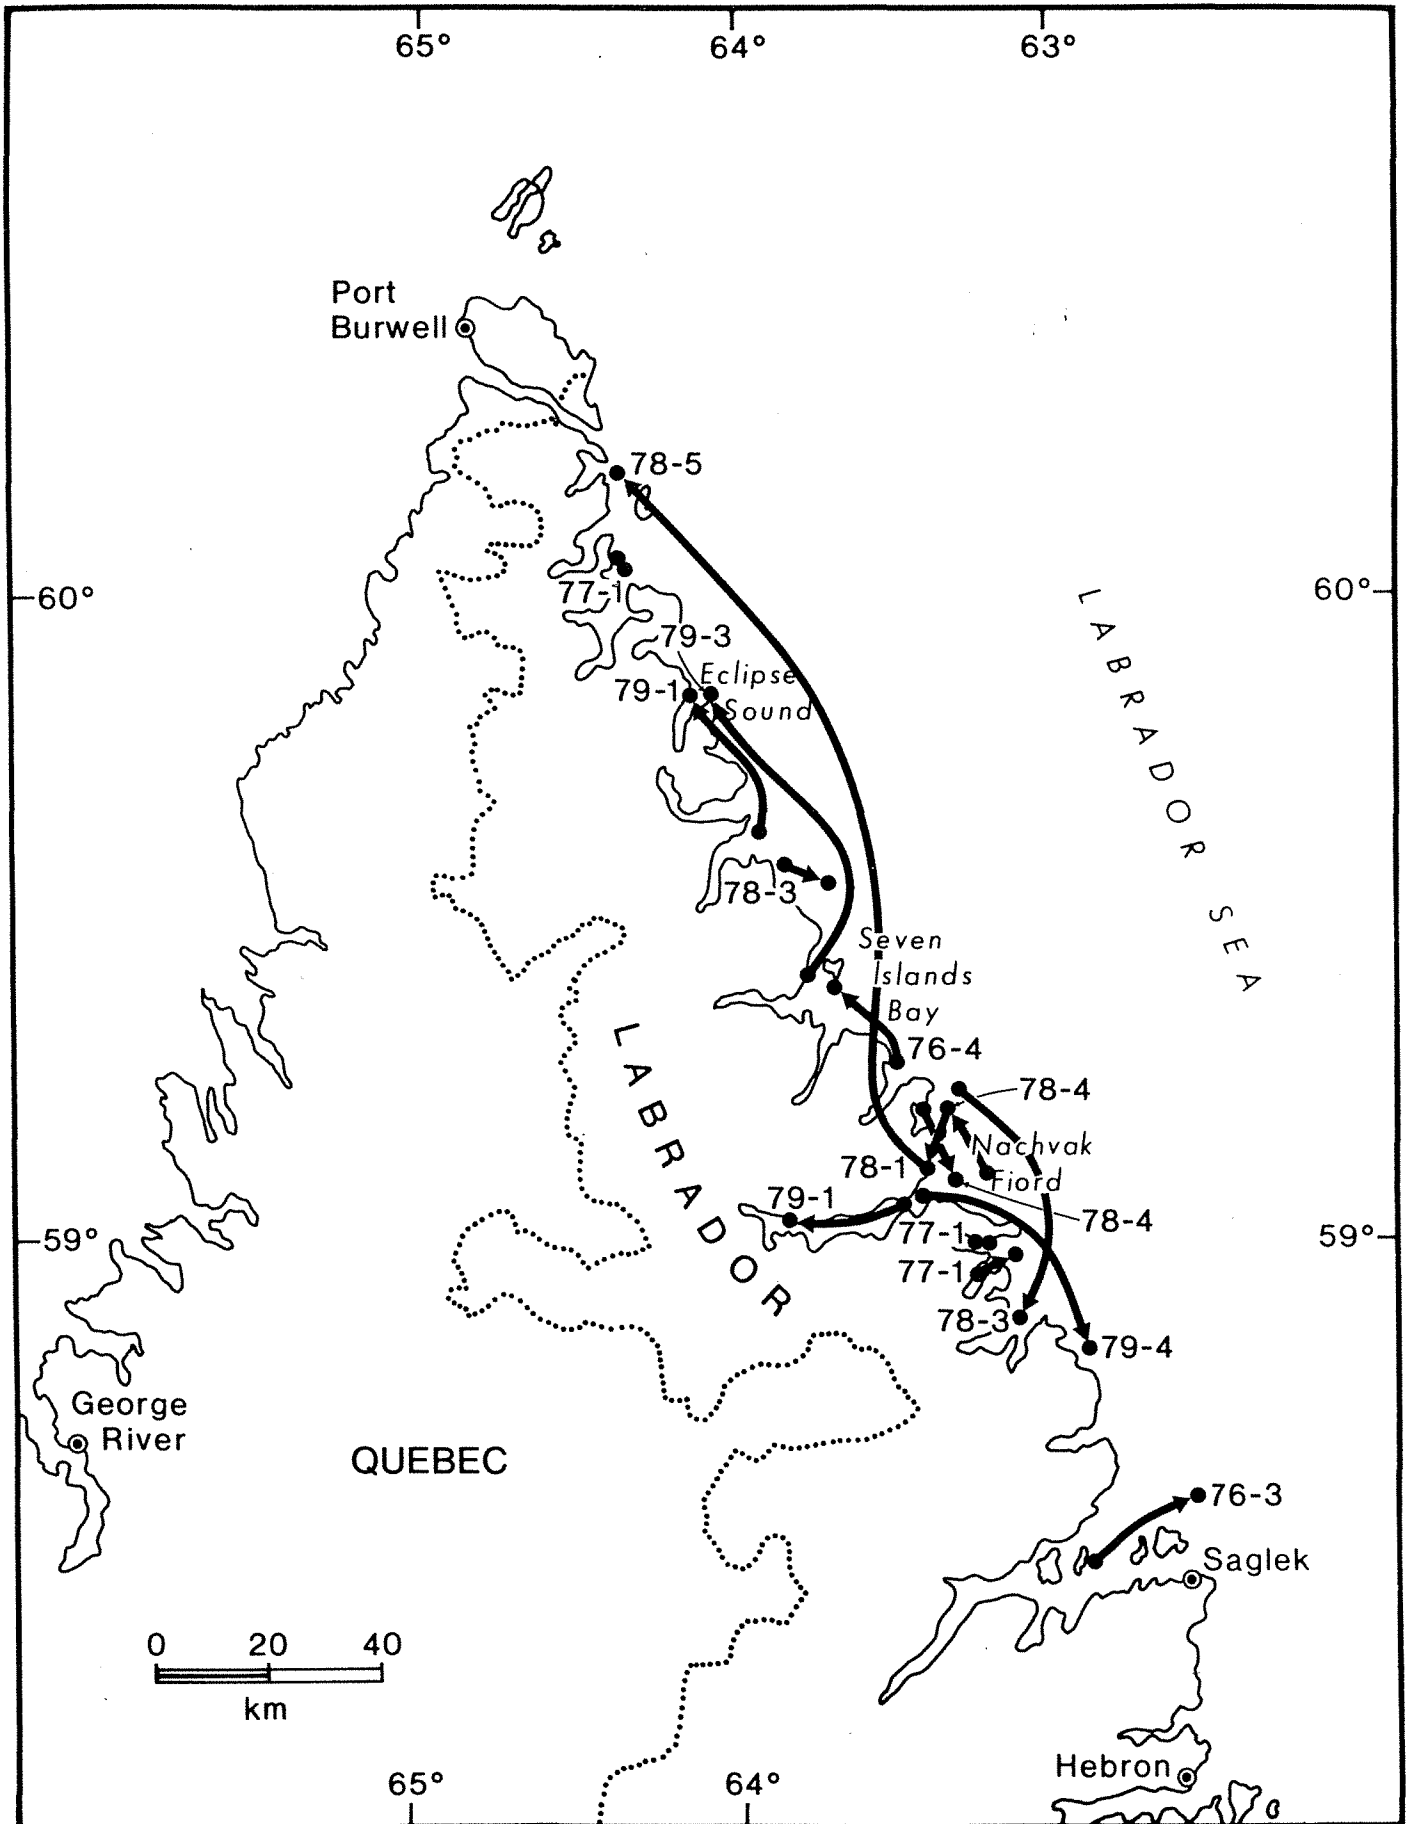 65° 64° 63°
Port
Burwell
78-5
77-1
60° 60°
79-3
Eclipse
79-1
Sound
LABRADOR SEA
78-3
Seven
Islands
Bay
76-4
78-4
Nachvak
78-1
Fiord
79-1
78-4
77-1
59° 59°
77-1
LABRADOR
78-3
79-4
George
River
QUEBEC
76-3
Saglek
0 20 40
km
Hebron
65° 64°